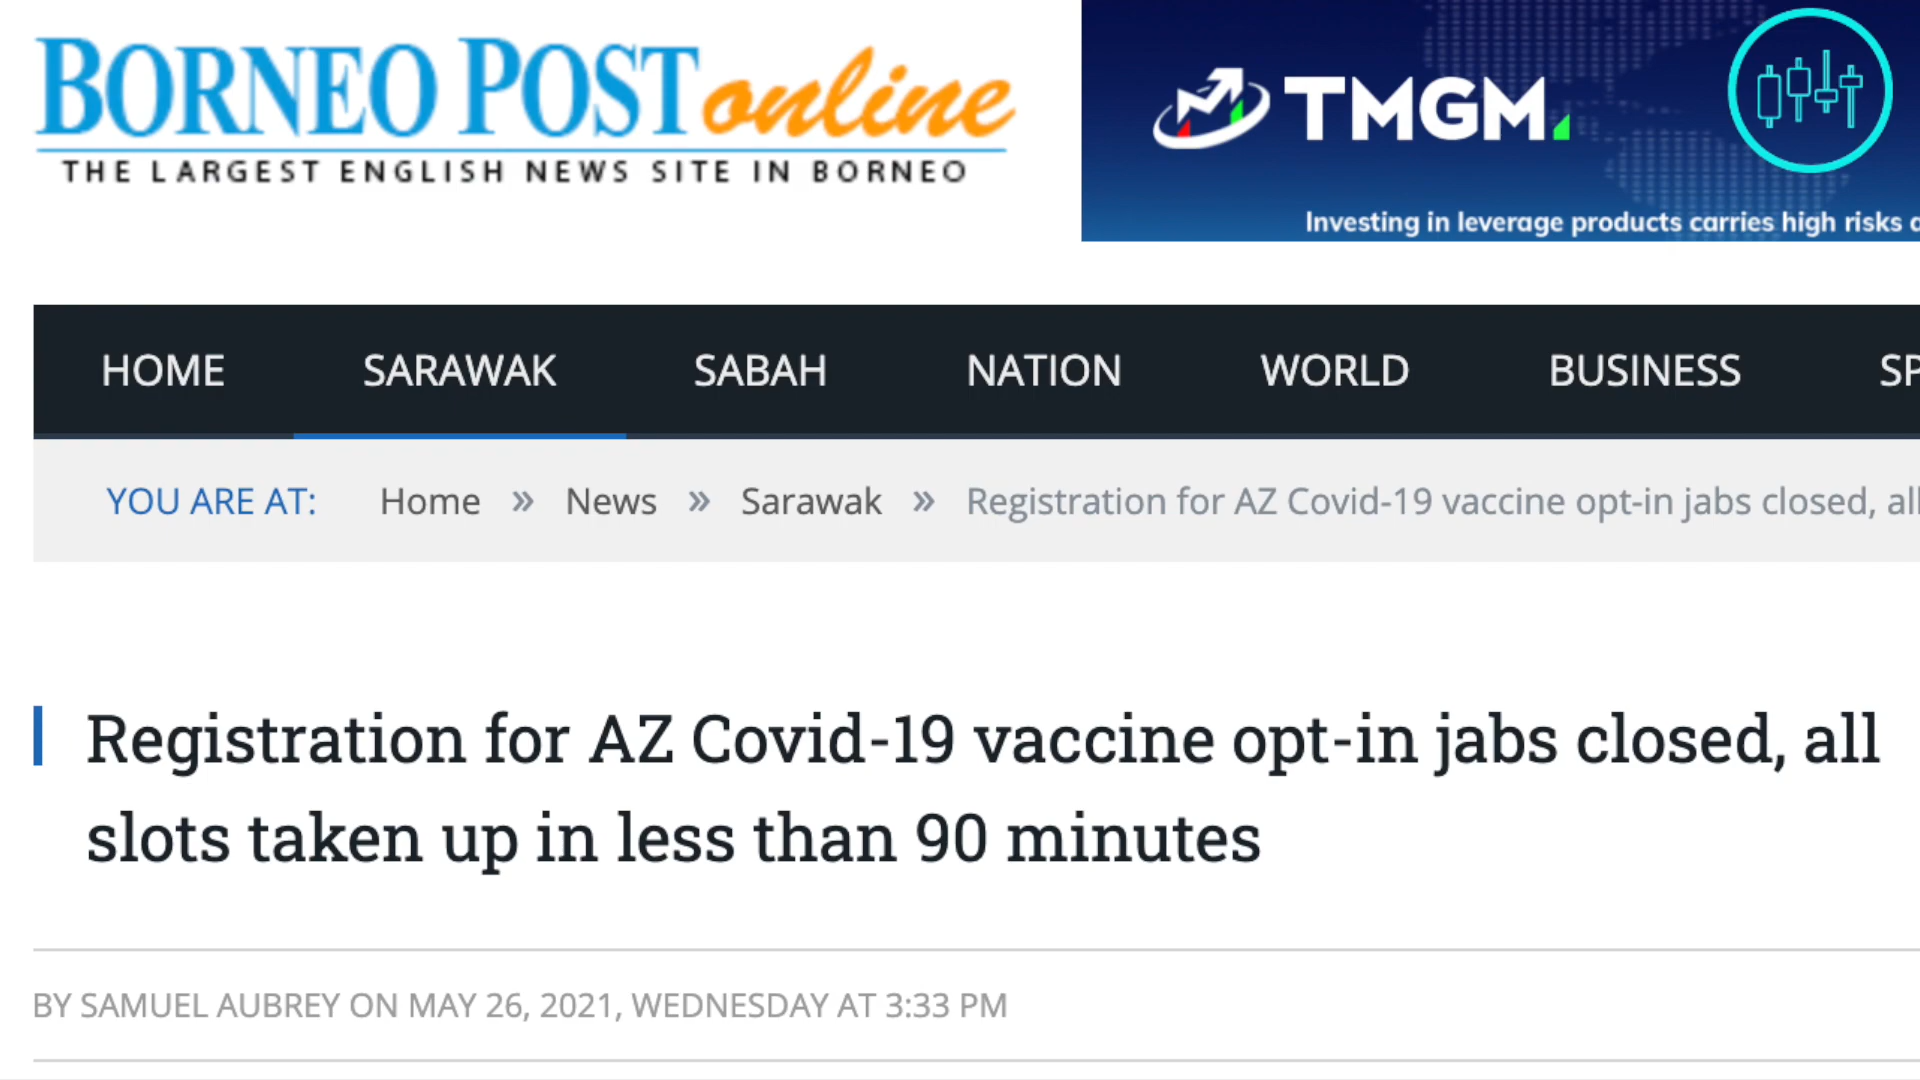 BORNEO POST online
THE LARGEST ENGLISH NEWS SITE IN BORNEO
TMGM
Investing in leverage products carries high risks
HOME SARAWAK SABAH NATION WORLD BUSINESS SP
YOU ARE AT: Home » News » Sarawak » Registration for AZ Covid-19 vaccine opt-in jabs closed, all
Registration for AZ Covid-19 vaccine opt-in jabs closed, all
slots taken up in less than 90 minutes
BY SAMUEL AUBREY ON MAY 26, 2021, WEDNESDAY AT 3:33 PM